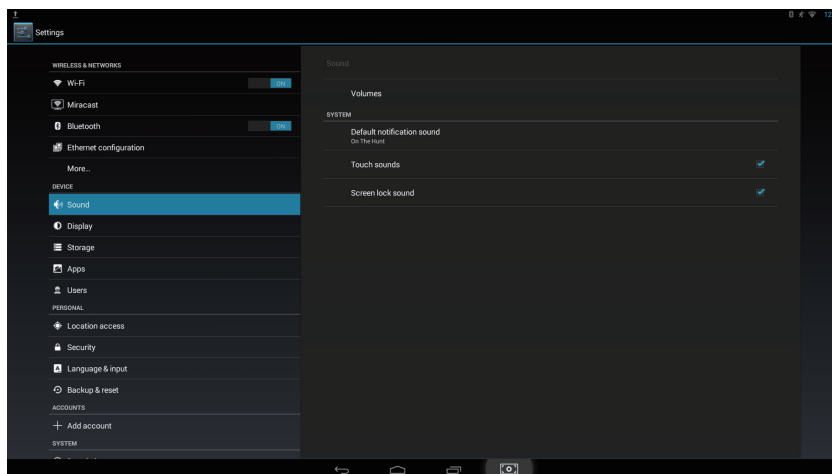 12
Settings
WIRELESS & NETWORKS
Wi-Fi ON
Miracast
Bluetooth ON
Ethernet configuration
More...
DEVICE
Sound
Display
Storage
Apps
Users
PERSONAL
Location access
Security
Language & input
Backup & reset
ACCOUNTS
Add account
SYSTEM
Sound
Volumes
SYSTEM
Default notification sound
On The Hunt
Touch sounds
Screen lock sound